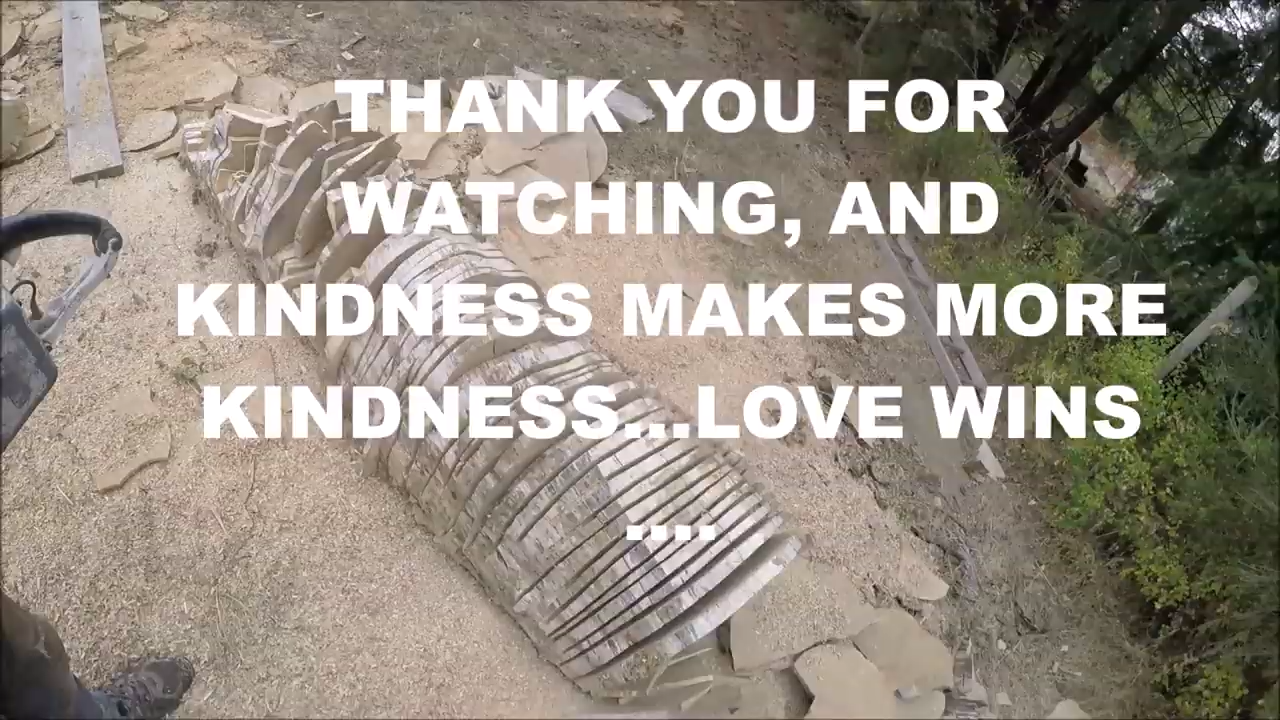 THANK YOU FOR
WATCHING, AND
KINDNESS MAKES MORE
KINDNESS...LOVE WINS
....